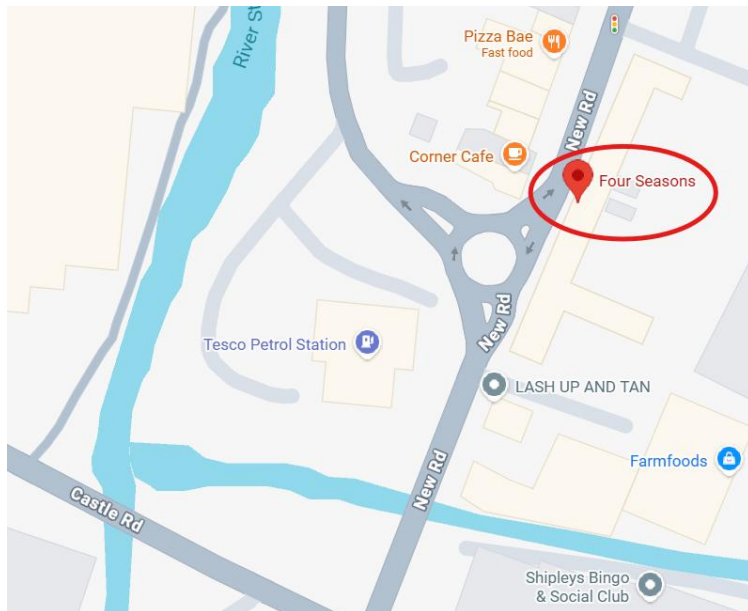 River St
Pizza Bae
Fast food
New Rd
Corner Cafe
Four Seasons
New Rd
Tesco Petrol Station
LASH UP AND TAN
Farmfoods
New Rd
Castle Rd
Shipleys Bingo
& Social Club